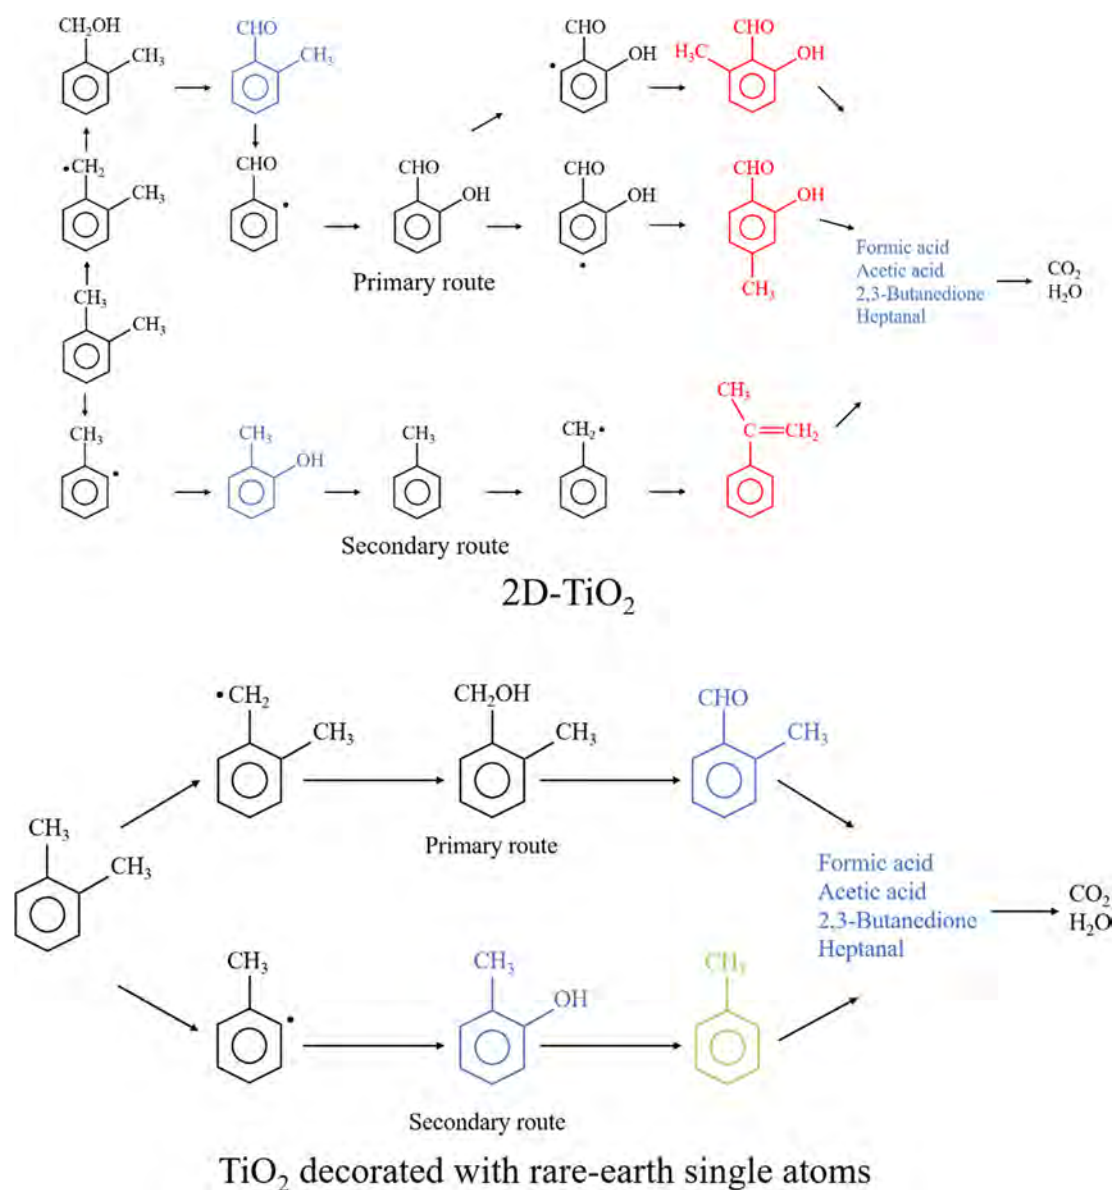 CH₂OH
CH₃
CHO
CH₃
CHO
OH
CHO
H₃C
OH
•CH₂
CH₃
CHO
•
CHO
OH
Primary route
CHO
OH
•
CHO
OH
CH₃
Formic acid
Acetic acid
2,3-Butanedione
Heptanal
CO₂
H₂O
CH₃
CH₃
CH₃
•
CH₃
OH
CH₃
CH₂•
CH₃
C=CH₂
Secondary route
2D-TiO₂
•CH₂
CH₃
CH₂OH
CH₃
Primary route
CHO
CH₃
CH₃
CH₃
Formic acid
Acetic acid
2,3-Butanedione
Heptanal
CO₂
H₂O
CH₃
•
CH₃
OH
CH₃
Secondary route
TiO₂ decorated with rare-earth single atoms